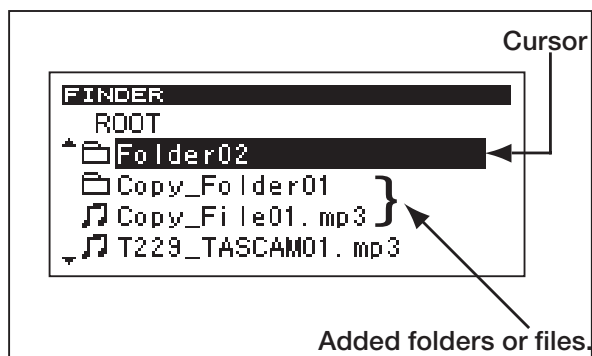 Cursor
FINDER
ROOT
Folder02
Copy_Folder01
Copy_File01.mp3
T229_TASCAM01.mp3
Added folders or files.